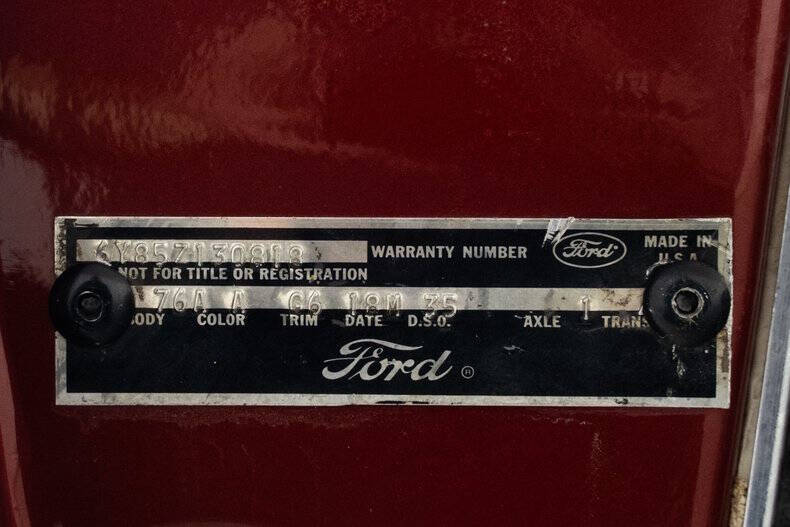 6Y85Z130818 WARRANTY NUMBER Ford MADE IN U.S.A.
NOT FOR TITLE OR REGISTRATION
76A A G6 18M 35 1
BODY COLOR TRIM DATE D.S.O. AXLE TRANS
Ford ®